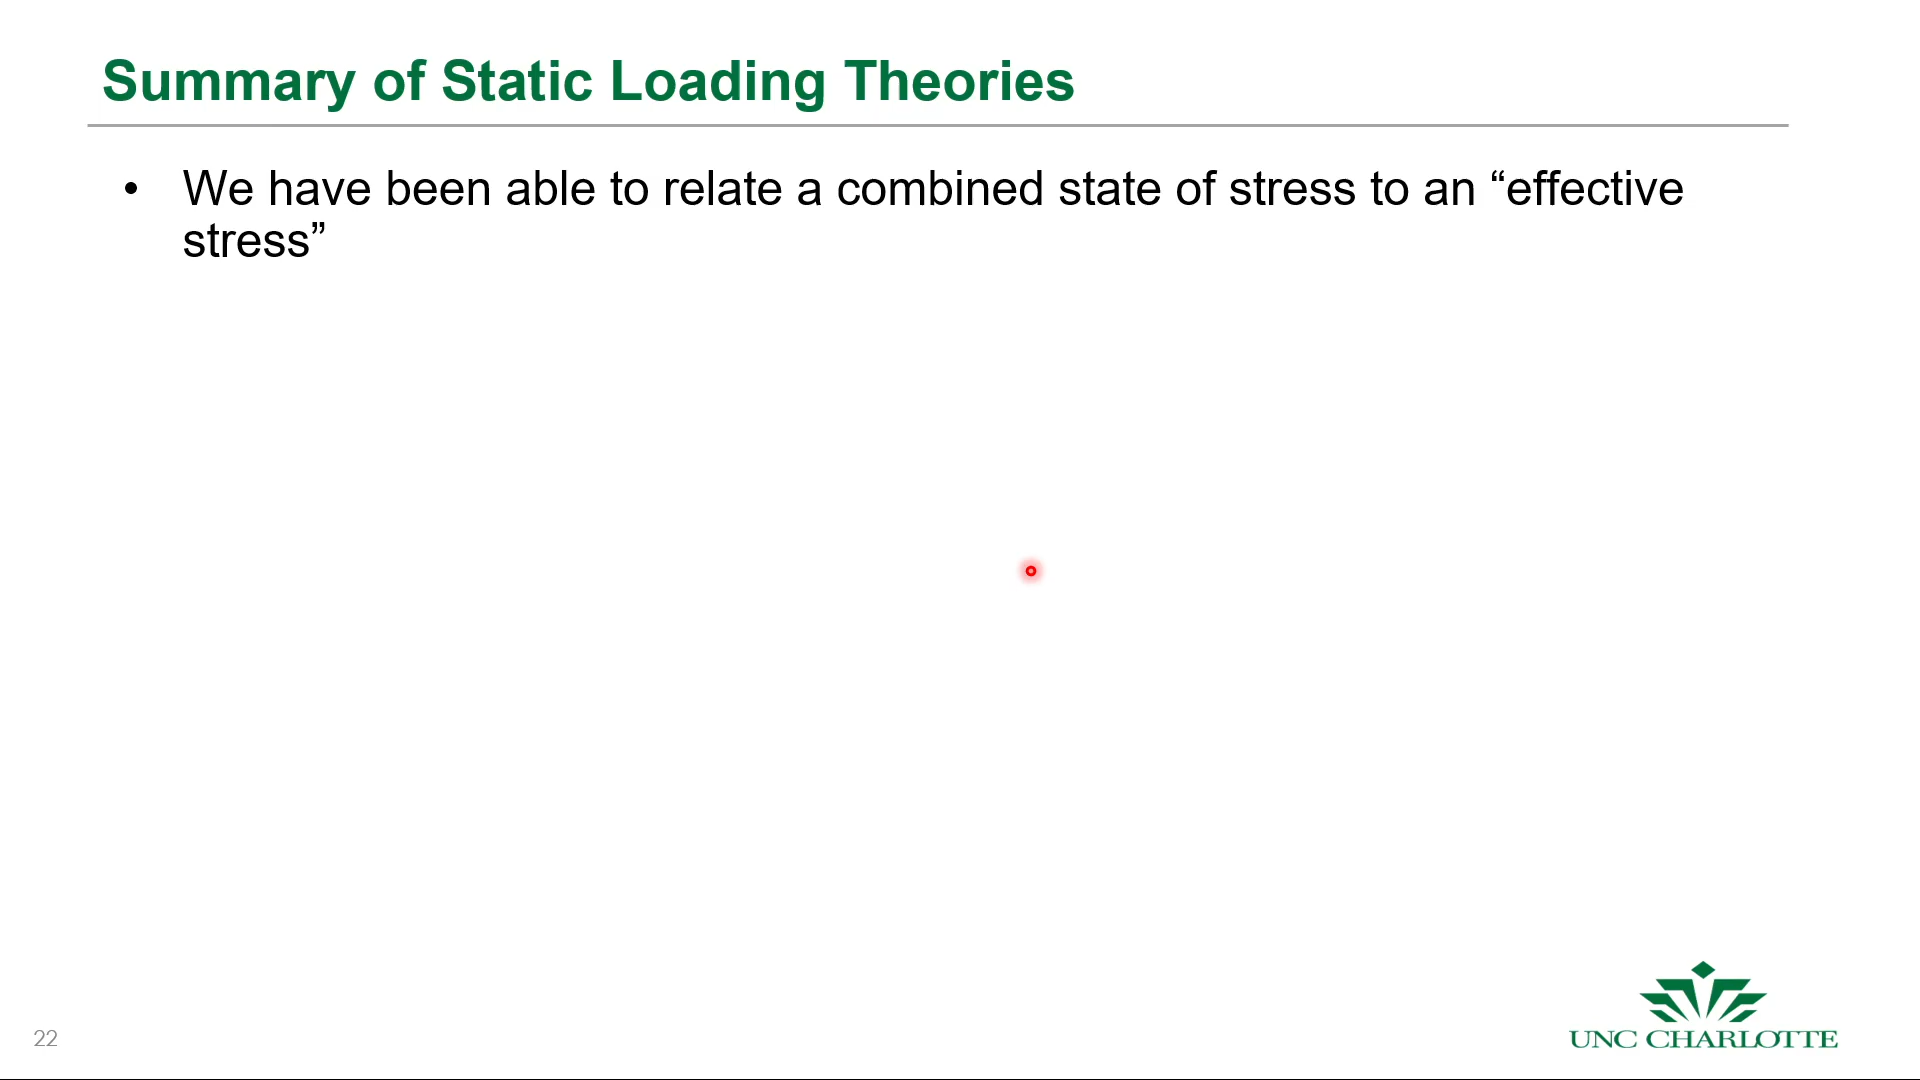 Summary of Static Loading Theories
• We have been able to relate a combined state of stress to an “effective
stress”
22
UNC CHARLOTTE